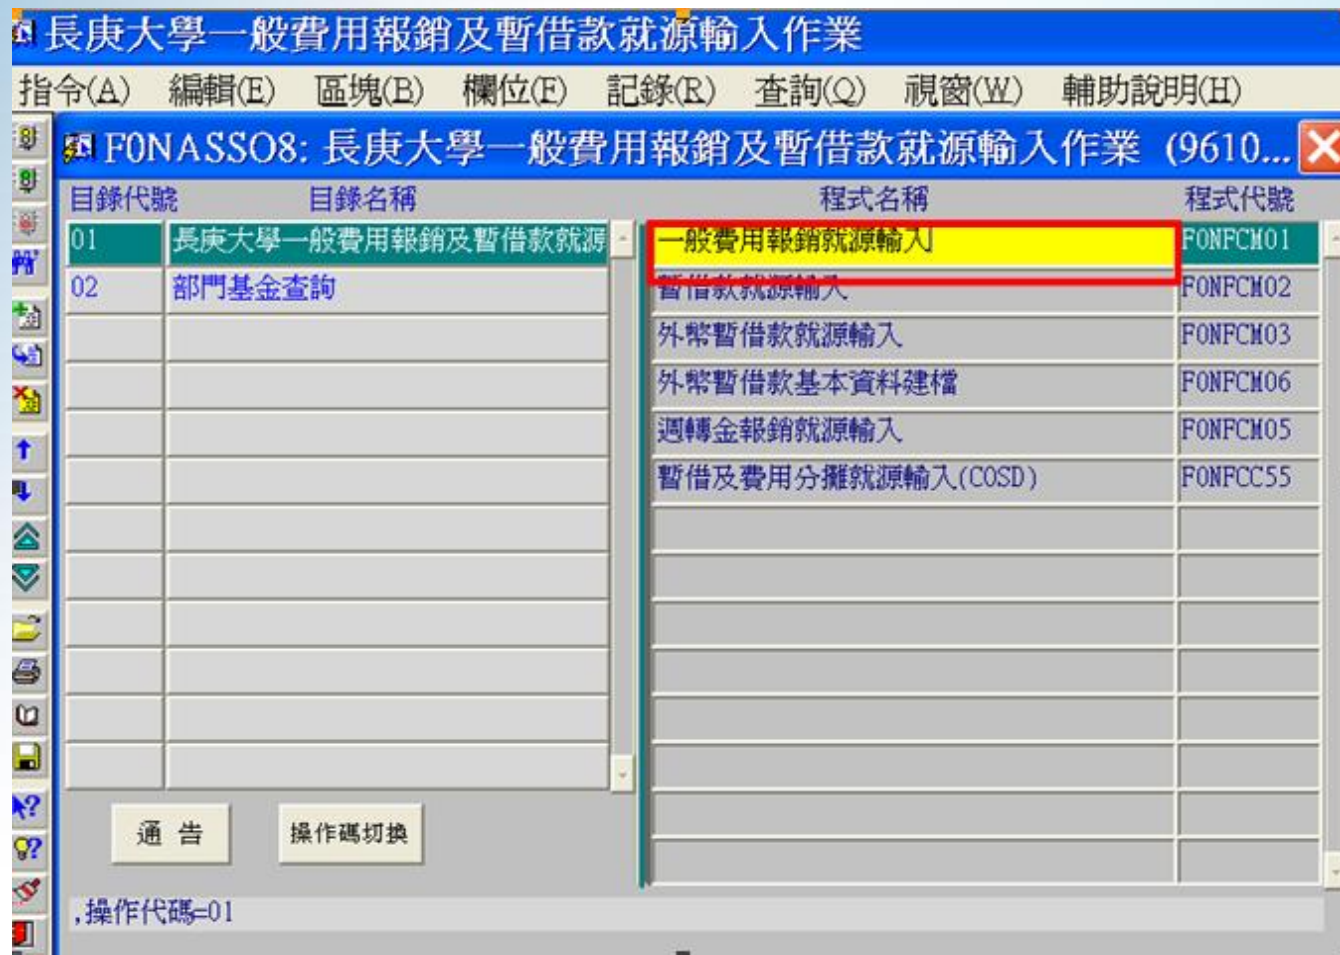 長庚大學一般費用報銷及暫借款就源輸入作業
指令(A) 編輯(E) 區塊(B) 欄位(F) 記錄(R) 查詢(Q) 視窗(W) 輔助說明(H)
F0NASSO8: 長庚大學一般費用報銷及暫借款就源輸入作業 (9610...
目錄代號 目錄名稱 程式名稱 程式代號
01 長庚大學一般費用報銷及暫借款就源 一般費用報銷就源輸入 F0NFCM01
02 部門基金查詢 暫借款就源輸入 F0NFCM02
外幣暫借款就源輸入 F0NFCM03
外幣暫借款基本資料建檔 F0NFCM06
週轉金報銷就源輸入 F0NFCM05
暫借及費用分攤就源輸入(COSD) F0NFCC55
通 告 操作碼切換
,操作代碼=01